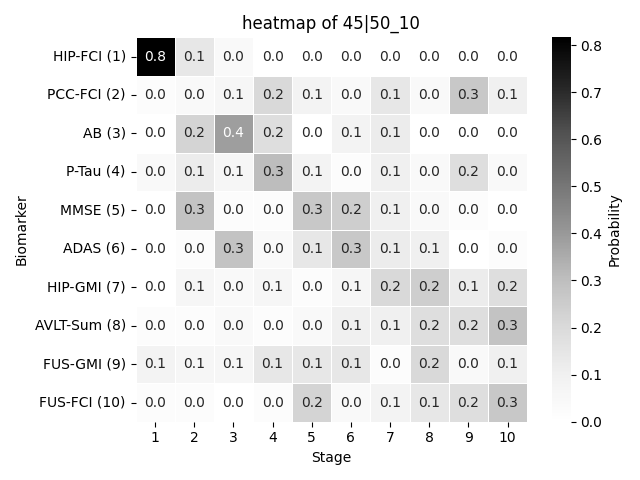 heatmap of 45|50_10
HIP-FCI (1) 0.8 0.1 0.0 0.0 0.0 0.0 0.0 0.0 0.0 0.0
PCC-FCI (2) 0.0 0.0 0.1 0.2 0.1 0.0 0.1 0.0 0.3 0.1
AB (3) 0.0 0.2 0.4 0.2 0.0 0.1 0.1 0.0 0.0 0.0
P-Tau (4) 0.0 0.1 0.1 0.3 0.1 0.0 0.1 0.0 0.2 0.0
MMSE (5) 0.0 0.3 0.0 0.0 0.3 0.2 0.1 0.0 0.0 0.0
ADAS (6) 0.0 0.0 0.3 0.0 0.1 0.3 0.1 0.1 0.0 0.0
HIP-GMI (7) 0.0 0.1 0.0 0.1 0.0 0.1 0.2 0.2 0.1 0.2
AVLT-Sum (8) 0.0 0.0 0.0 0.0 0.0 0.1 0.1 0.2 0.2 0.3
FUS-GMI (9) 0.1 0.1 0.1 0.1 0.1 0.1 0.0 0.2 0.0 0.1
FUS-FCI (10) 0.0 0.0 0.0 0.0 0.2 0.0 0.1 0.1 0.2 0.3
1 2 3 4 5 6 7 8 9 10
Stage
Biomarker
0.8
0.7
0.6
0.5
0.4
0.3
0.2
0.1
0.0
Probability